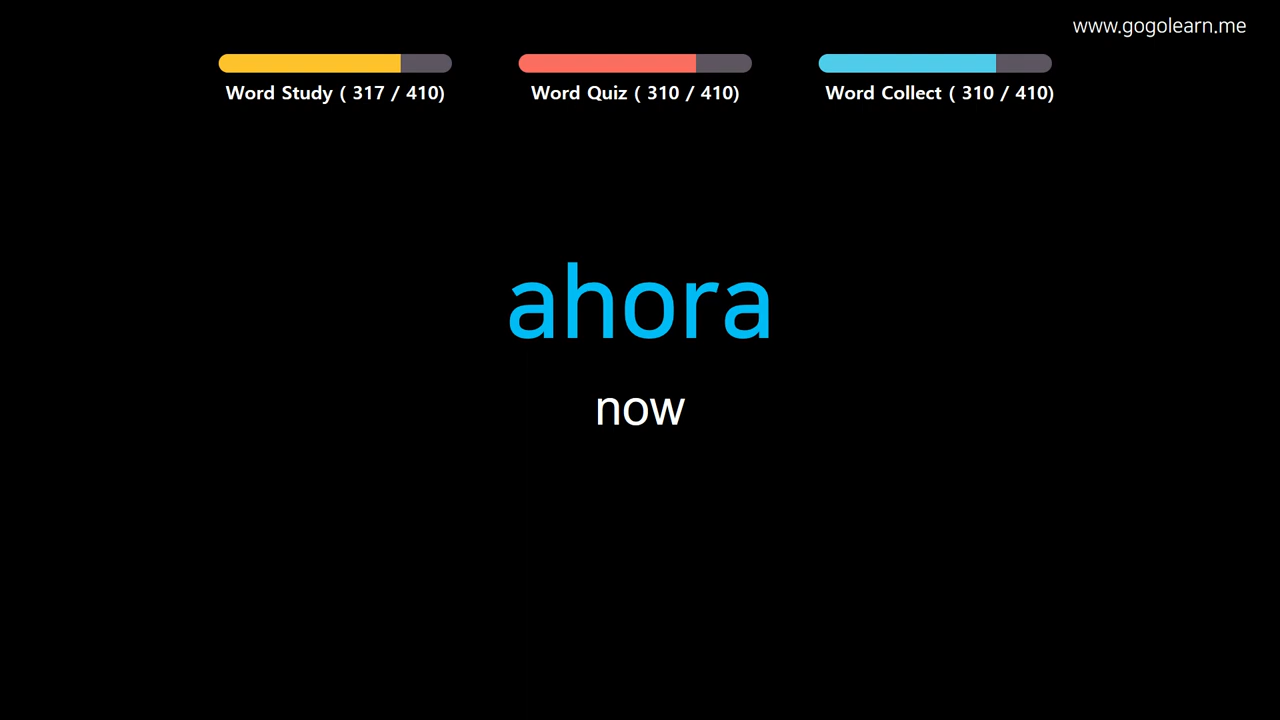 www.gogolearn.me
Word Study ( 317 / 410)
Word Quiz ( 310 / 410)
Word Collect ( 310 / 410)
ahora
now